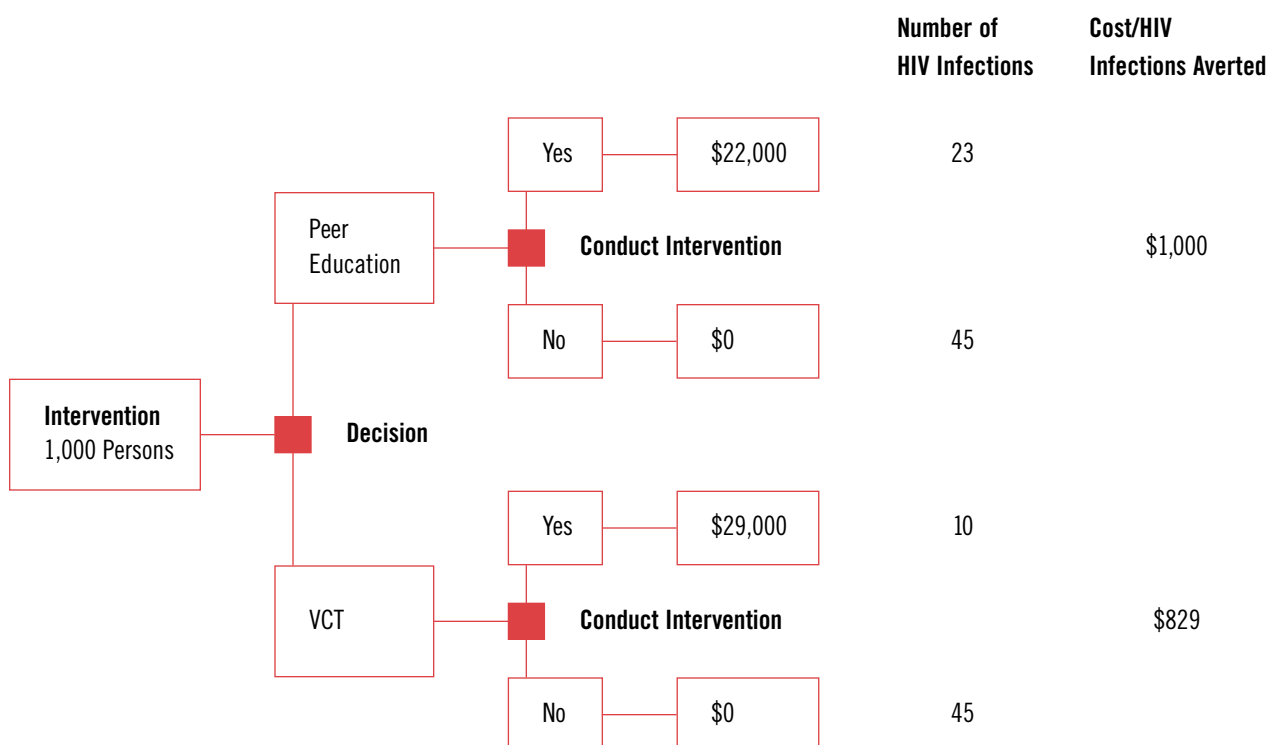 Number of
HIV Infections
Cost/HIV
Infections Averted
Yes
$22,000
23
Peer
Education
Conduct Intervention
$1,000
No
$0
45
Intervention
1,000 Persons
Decision
Yes
$29,000
10
VCT
Conduct Intervention
$829
No
$0
45